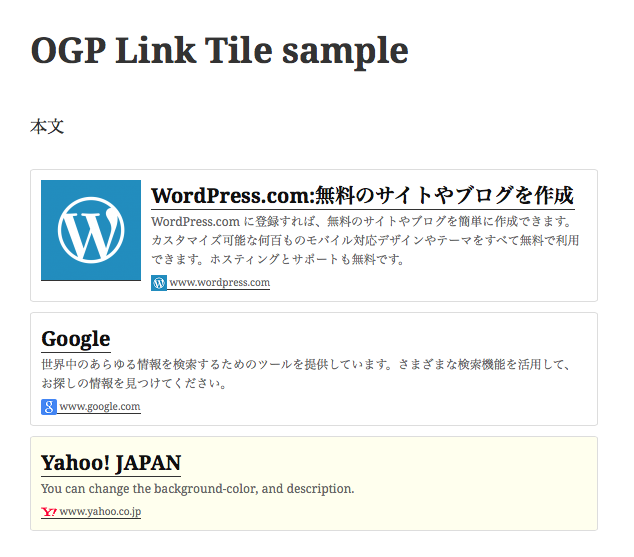 OGP Link Tile sample
本文
WordPress.com:無料のサイトやブログを作成
WordPress.com に登録すれば、無料のサイトやブログを簡単に作成できます。
カスタマイズ可能な何百ものモバイル対応デザインやテーマをすべて無料で利用
できます。ホスティングとサポートも無料です。
www.wordpress.com
Google
世界中のあらゆる情報を検索するためのツールを提供しています。さまざまな検索機能を活用して、
お探しの情報を見つけてください。
www.google.com
Yahoo! JAPAN
You can change the background-color, and description.
www.yahoo.co.jp